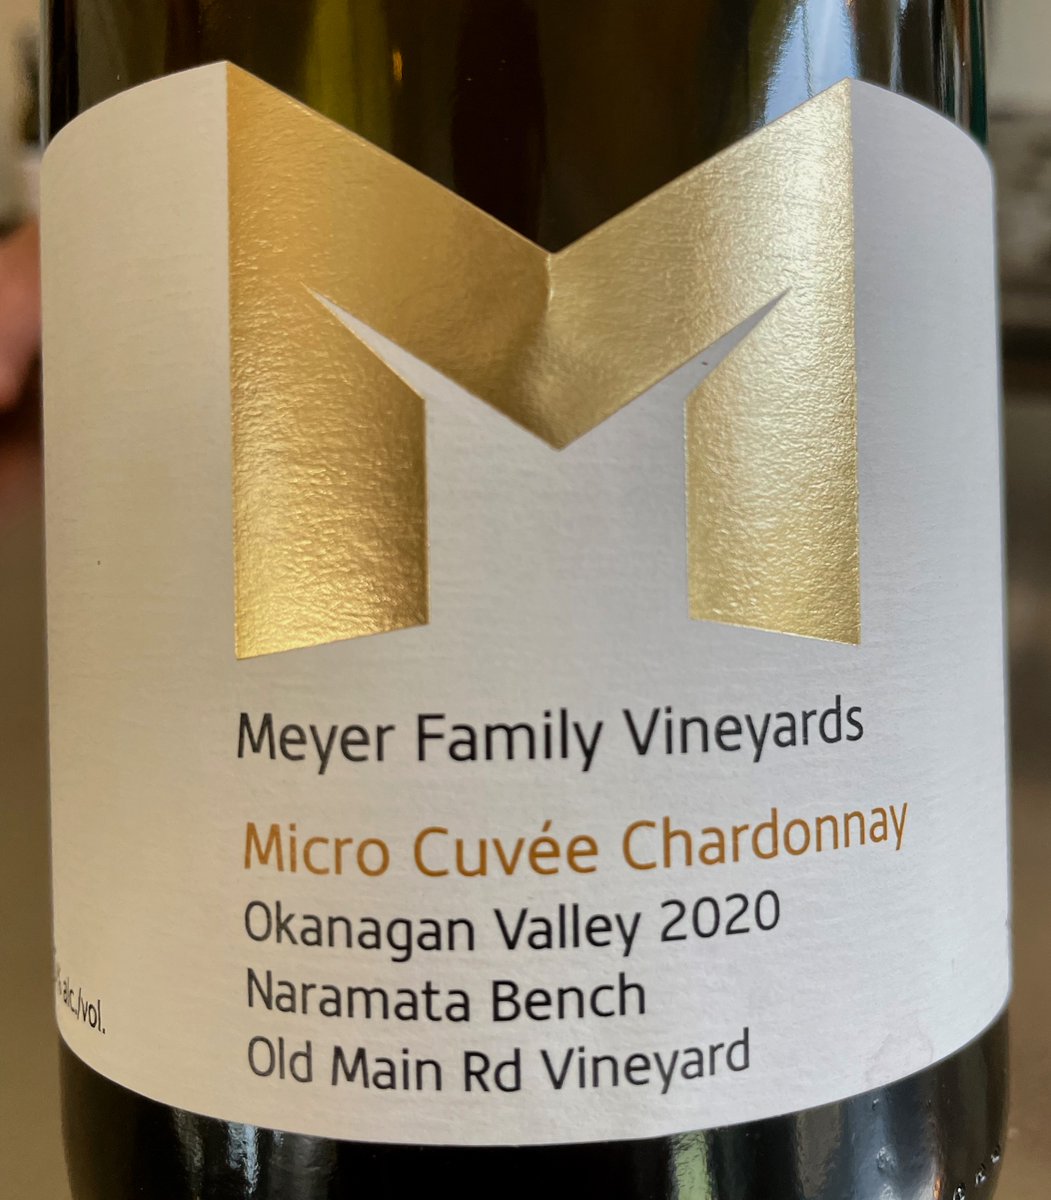 M
Meyer Family Vineyards
Micro Cuvée Chardonnay
Okanagan Valley 2020
Naramata Bench
Old Main Rd Vineyard
% alc./vol.